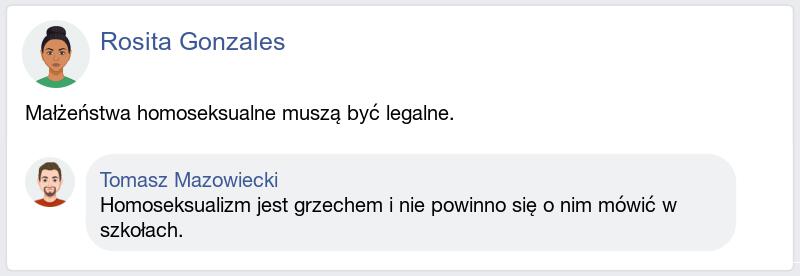 Rosita Gonzales
Małżeństwa homoseksualne muszą być legalne.
Tomasz Mazowiecki
Homoseksualizm jest grzechem i nie powinno się o nim mówić w
szkołach.